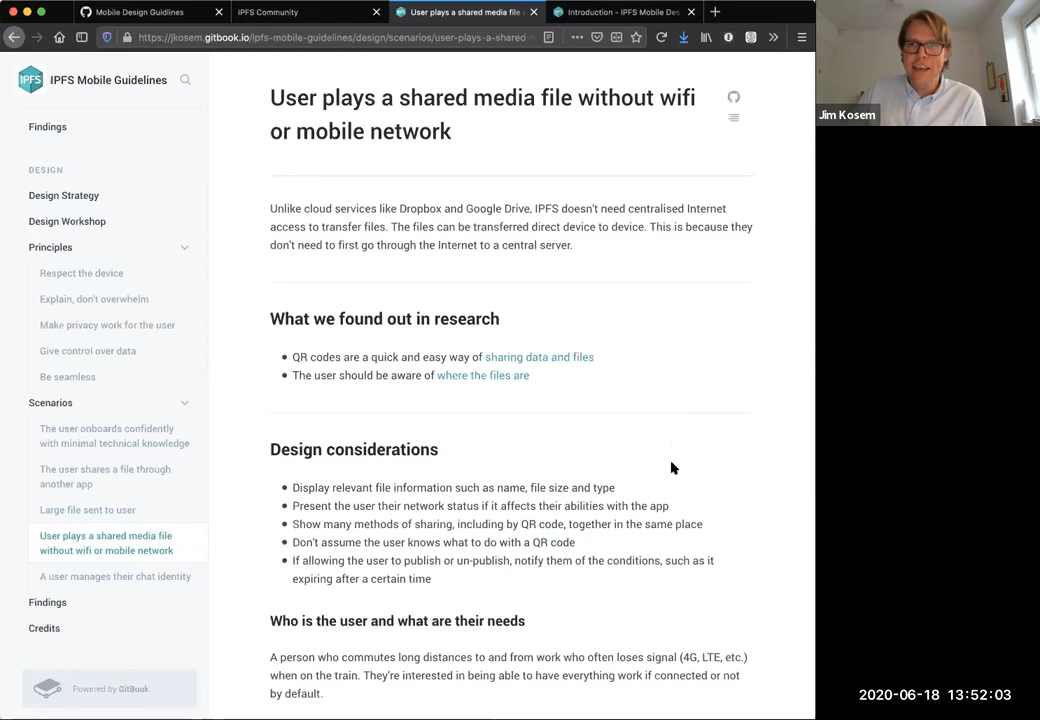 Mobile Design Guidlines
IPFS Community
User plays a shared media file
Introduction - IPFS Mobile Des
https://jkosem.gitbook.io/ipfs-mobile-guidelines/design/scenarios/user-plays-a-shared-
IPFS
IPFS Mobile Guidelines
Findings
DESIGN
Design Strategy
Design Workshop
Principles
Respect the device
Explain, don't overwhelm
Make privacy work for the user
Give control over data
Be seamless
Scenarios
The user onboards confidently
with minimal technical knowledge
The user shares a file through
another app
Large file sent to user
User plays a shared media file
without wifi or mobile network
A user manages their chat identity
Findings
Credits
Powered by GitBook
User plays a shared media file without wifi
or mobile network
Unlike cloud services like Dropbox and Google Drive, IPFS doesn't need centralised Internet
access to transfer files. The files can be transferred direct device to device. This is because they
don't need to first go through the Internet to a central server.
What we found out in research
QR codes are a quick and easy way of sharing data and files
The user should be aware of where the files are
Design considerations
Display relevant file information such as name, file size and type
Present the user their network status if it affects their abilities with the app
Show many methods of sharing, including by QR code, together in the same place
Don't assume the user knows what to do with a QR code
If allowing the user to publish or un-publish, notify them of the conditions, such as it
expiring after a certain time
Who is the user and what are their needs
A person who commutes long distances to and from work who often loses signal (4G, LTE, etc.)
when on the train. They're interested in being able to have everything work if connected or not
by default.
Jim Kosem
2020-06-18 13:52:03